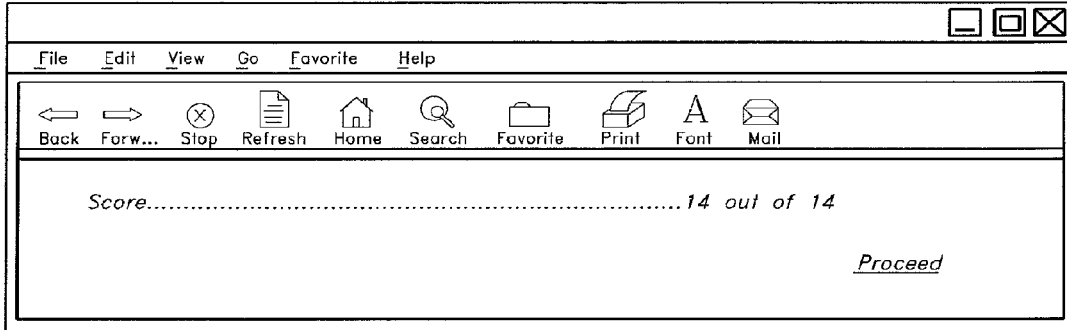 File Edit View Go Favorite Help
Back Forw... Stop Refresh Home Search Favorite Print Font Mail
Score..............................................................14 out of 14
Proceed